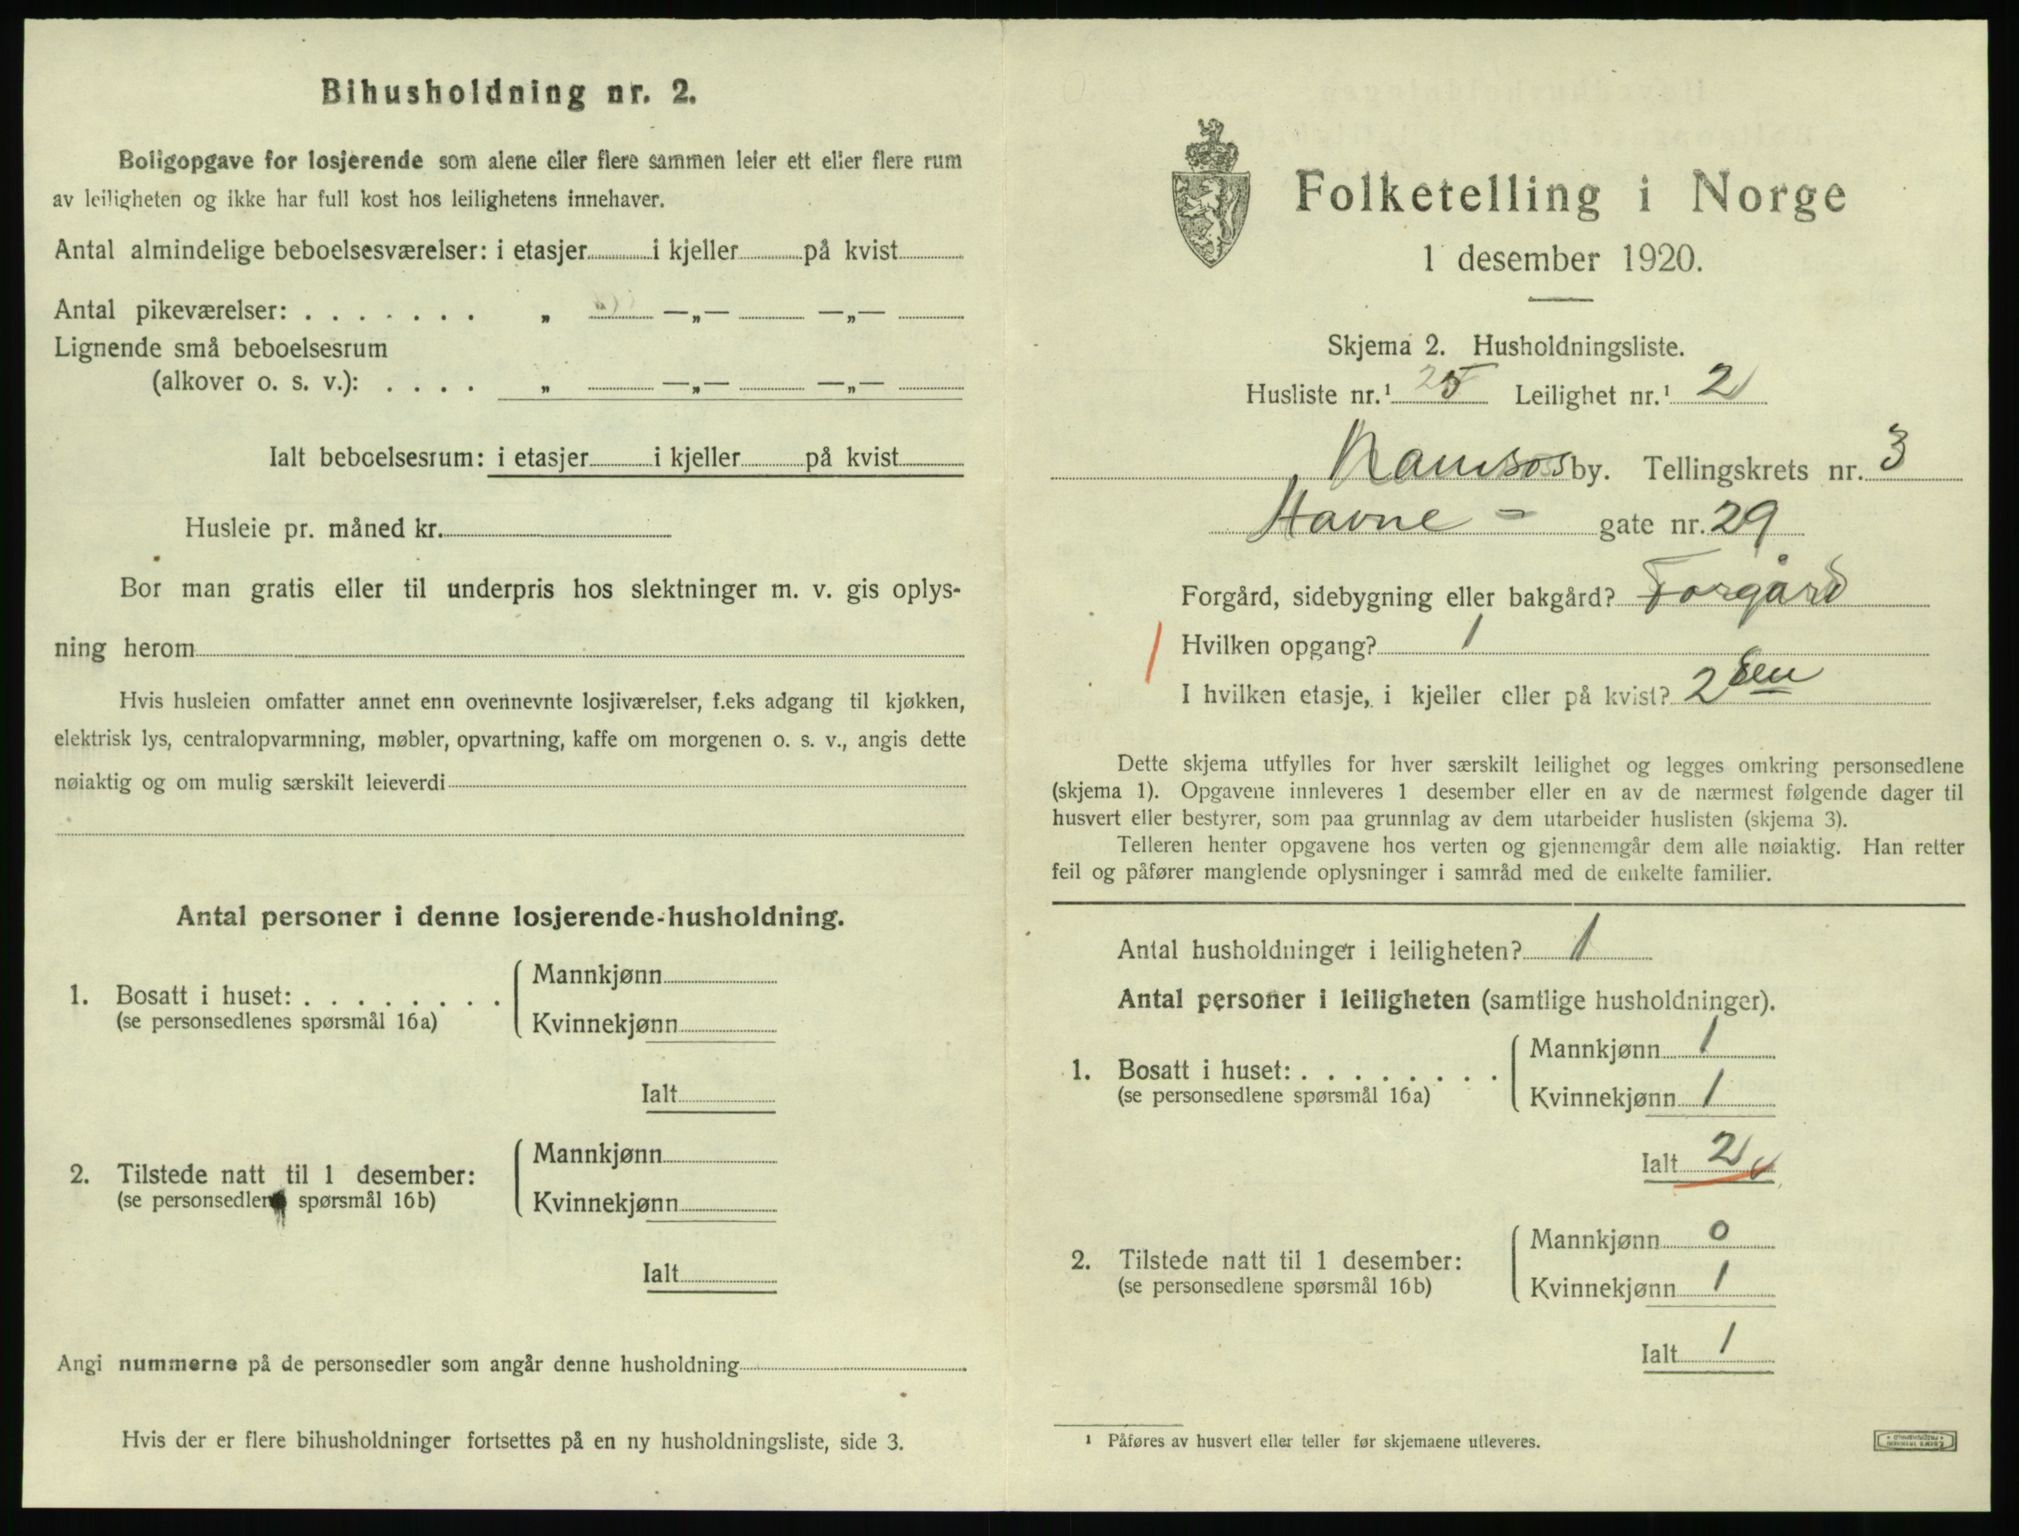 Bihusholdning nr. 2.
Boligopgave for losjerende som alene eller flere sammen leier ett eller flere rum
av leiligheten og ikke har full kost hos leilighetens innehaver.
Antal almindelige beboelsesværelser: i etasjer i kjeller på kvist
Antal pikeværelser: . . . . . . . „ —„— —„—
Lignende små beboelsesrum
(alkover o. s. v.): . . . . „ —„— —„—
Ialt beboelsesrum: i etasjer i kjeller på kvist
Husleie pr. måned kr.
Bor man gratis eller til underpris hos slektninger m. v. gis oplys-
ning herom
Hvis husleien omfatter annet enn ovennevnte losjiværelser, f.eks adgang til kjøkken,
elektrisk lys, centralopvarmning, møbler, opvartning, kaffe om morgenen o. s. v., angis dette
nøiaktig og om mulig særskilt leieverdi
Antal personer i denne losjerende-husholdning.
1. Bosatt i huset: . . . . . . . .
(se personsedlenes spørsmål 16a)
Mannkjønn
Kvinnekjønn
Ialt
2. Tilstede natt til 1 desember:
(se personsedlene spørsmål 16b)
Mannkjønn
Kvinnekjønn
Ialt
Angi nummerne på de personsedler som angår denne husholdning
Hvis der er flere bihusholdninger fortsettes på en ny husholdningsliste, side 3.
Folketelling i Norge
1 desember 1920.
Skjema 2. Husholdningsliste.
Husliste nr.¹ 25 Leilighet nr.¹ 2
Namsos by. Tellingskrets nr. 3
Havne - gate nr. 29
Forgård, sidebygning eller bakgård? Forgård
Hvilken opgang? 1
I hvilken etasje, i kjeller eller på kvist? 2den
Dette skjema utfylles for hver særskilt leilighet og legges omkring personsedlene
(skjema 1). Opgavene innleveres 1 desember eller en av de nærmest følgende dager til
husvert eller bestyrer, som paa grunnlag av dem utarbeider huslisten (skjema 3).
Telleren henter opgavene hos verten og gjennemgår dem alle nøiaktig. Han retter
feil og påfører manglende oplysninger i samråd med de enkelte familier.
Antal husholdninger i leiligheten? 1
Antal personer i leiligheten (samtlige husholdninger).
1. Bosatt i huset: . . . . . . . .
(se personsedlene spørsmål 16a)
Mannkjønn 1
Kvinnekjønn 1
Ialt 2
2. Tilstede natt til 1 desember:
(se personsedlene spørsmål 16b)
Mannkjønn 0
Kvinnekjønn 1
Ialt 1
¹ Påføres av husvert eller teller før skjemaene utleveres.